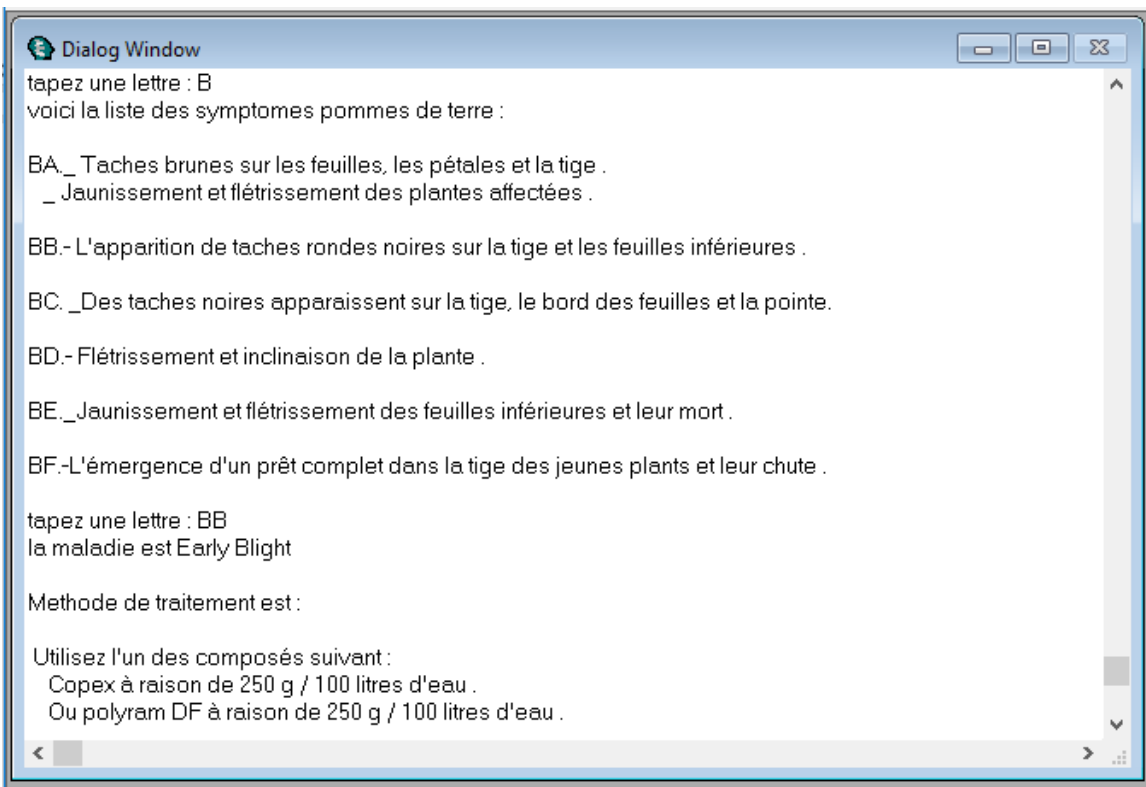 Dialog Window
tapez une lettre : B
voici la liste des symptomes pommes de terre :
BA._ Taches brunes sur les feuilles, les pétales et la tige .
_ Jaunissement et flétrissement des plantes affectées .
BB.- L'apparition de taches rondes noires sur la tige et les feuilles inférieures .
BC. _Des taches noires apparaissent sur la tige, le bord des feuilles et la pointe.
BD.- Flétrissement et inclinaison de la plante .
BE._Jaunissement et flétrissement des feuilles inférieures et leur mort .
BF.-L'émergence d'un prêt complet dans la tige des jeunes plants et leur chute .
tapez une lettre : BB
la maladie est Early Blight
Methode de traitement est :
Utilisez l'un des composés suivant :
Copex à raison de 250 g / 100 litres d'eau .
Ou polyram DF à raison de 250 g / 100 litres d'eau .